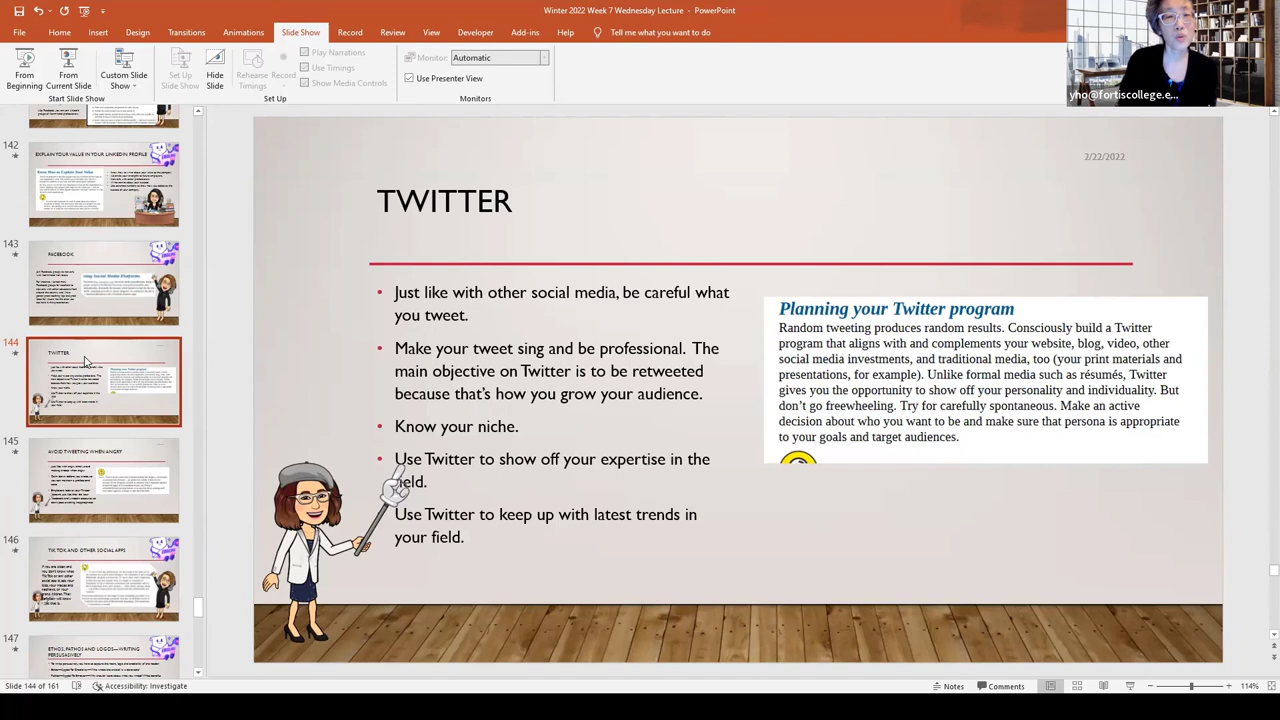 Winter 2022 Week 7 Wednesday Lecture - PowerPoint
File Home Insert Design Transitions Animations Slide Show Record Review View Developer Add-ins Help Tell me what you want to do
From Beginning
From Current Slide
Custom Slide Show
Set Up Slide Show
Hide Slide
Rehearse Timings
Record
Play Narrations
Use Timings
Show Media Controls
Monitor: Automatic
Use Presenter View
Start Slide Show
Set Up
Monitors
yho@fortiscollege.e...
142
EXPLAIN YOUR VALUE IN YOUR LINKEDIN PROFILE
143
FACEBOOK
144
TWITTER
145
AVOID TWEETING WHEN ANGRY
146
TIK TOK AND OTHER SOCIAL APPS
147
ETHOS, PATHOS AND LOGOS—WRITING
PERSUASIVELY
2/22/2022
TWITTER
• Just like with other social media, be careful what
you tweet.
• Make your tweet sing and be professional. The
main objective on Twitter is to be retweeted
because that's how you grow your audience.
• Know your niche.
• Use Twitter to show off your expertise in the
field.
Use Twitter to keep up with latest trends in
your field.
Planning your Twitter program
Random tweeting produces random results. Consciously build a Twitter
program that aligns with and complements your website, blog, video, other
social media investments, and traditional media, too (your print materials and
presentations, for example). Unlike formal media such as résumés, Twitter
gives you the opportunity to show off your personality and individuality. But
don't go freewheeling. Try for carefully spontaneous. Make an active
decision about who you want to be and make sure that persona is appropriate
to your goals and target audiences.
Slide 144 of 161
Accessibility: Investigate
Notes
Comments
114%